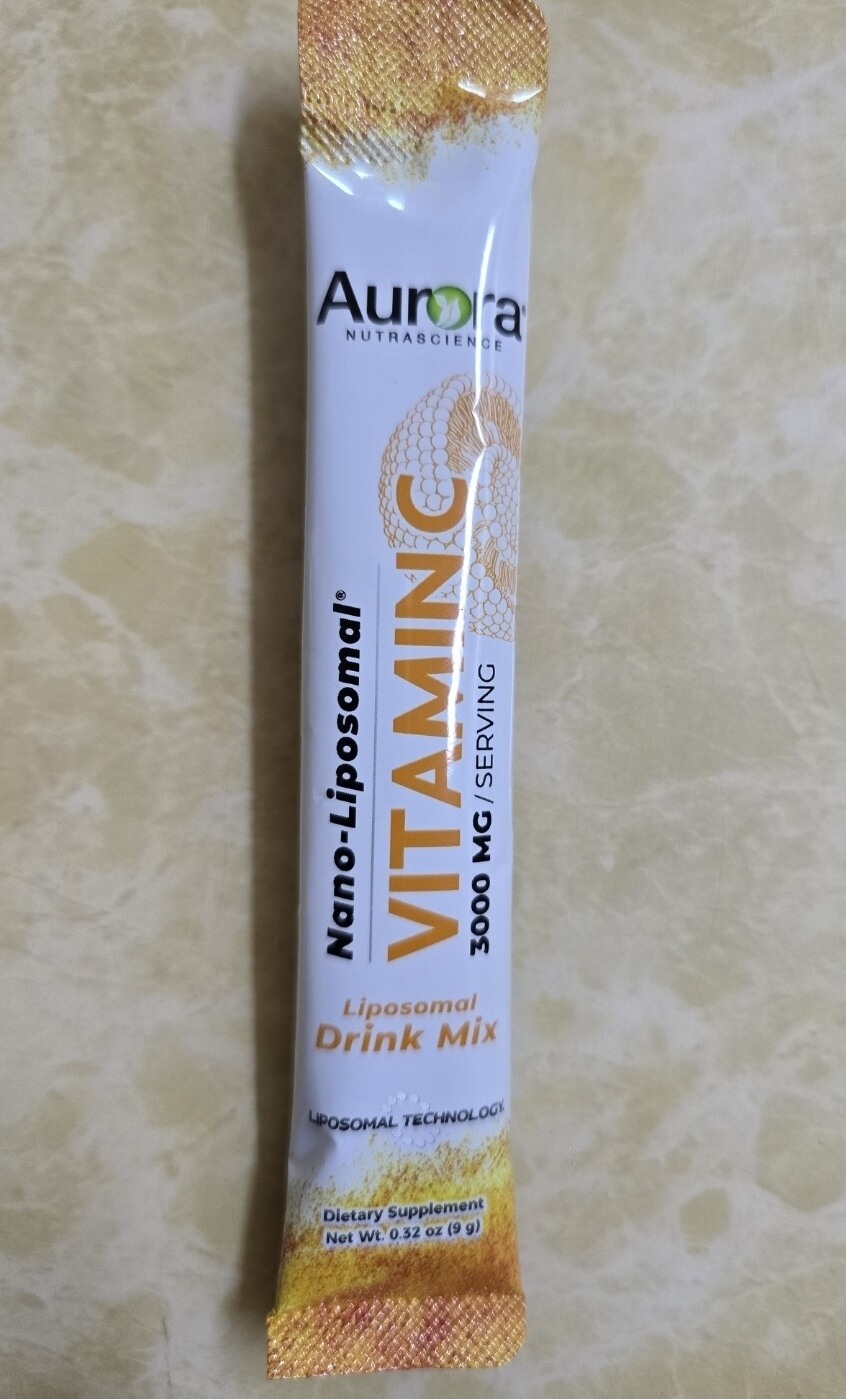 Aurora
NUTRASCIENCE
Nano-Liposomal®
VITAMIN C
3000 MG / SERVING
Liposomal
Drink Mix
LIPOSOMAL TECHNOLOGY
Dietary Supplement
Net Wt. 0.32 oz (9 g)